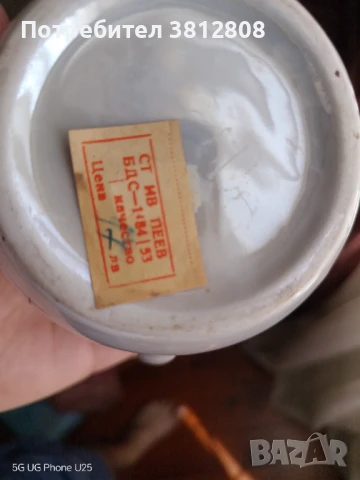 Потребител 3812808
СТ ИВ ПЕЕВ
БДС—1484|53
качество
Цена лв
5G UG Phone U25
BAZAR